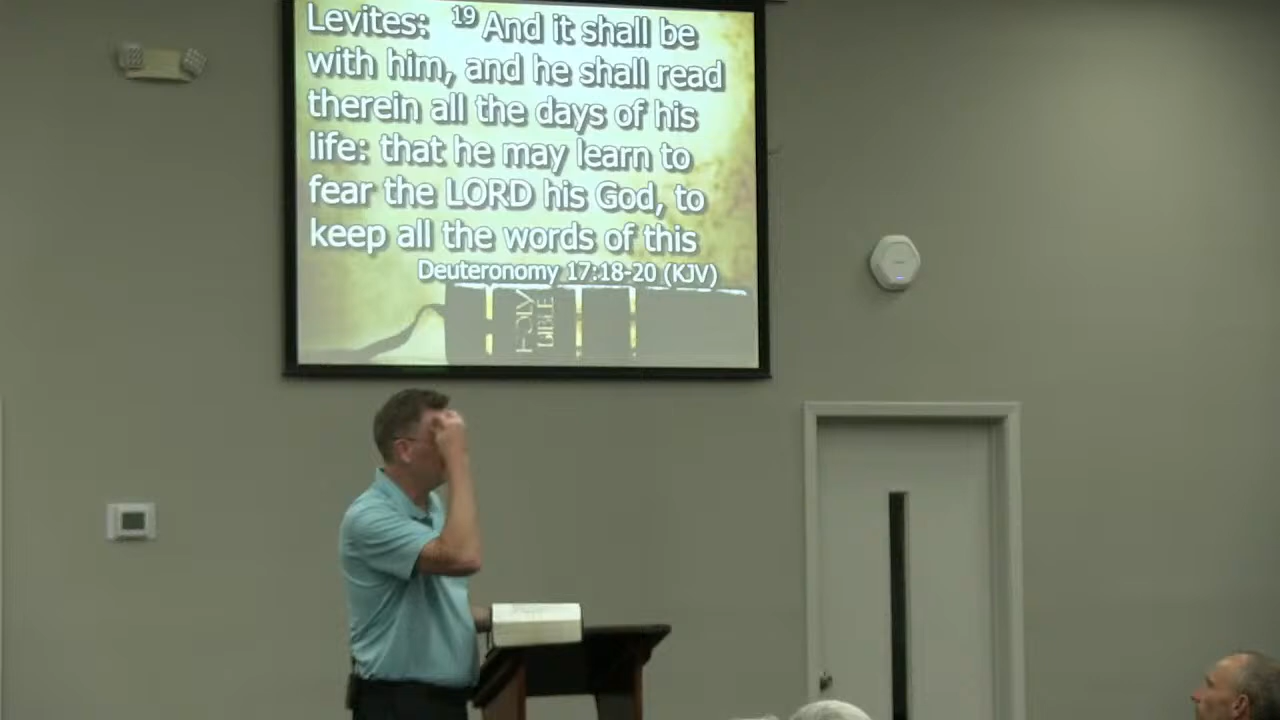 Levites: 19 And it shall be
with him, and he shall read
therein all the days of his
life: that he may learn to
fear the LORD his God, to
keep all the words of this
Deuteronomy 17:18-20 (KJV)
HOLY
BIBLE